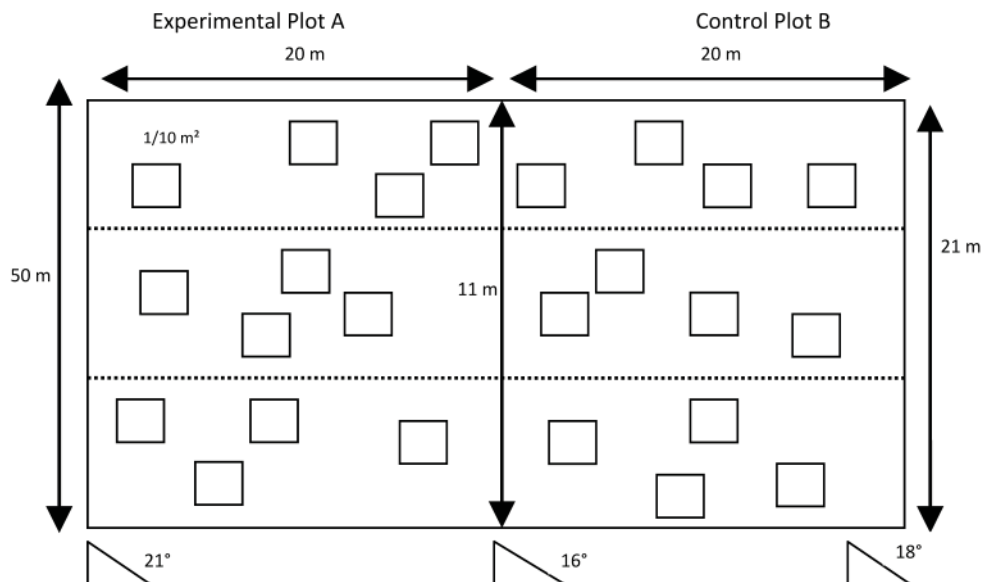 Experimental Plot A
Control Plot B
20 m
20 m
1/10 m²
50 m
11 m
21 m
21°
16°
18°